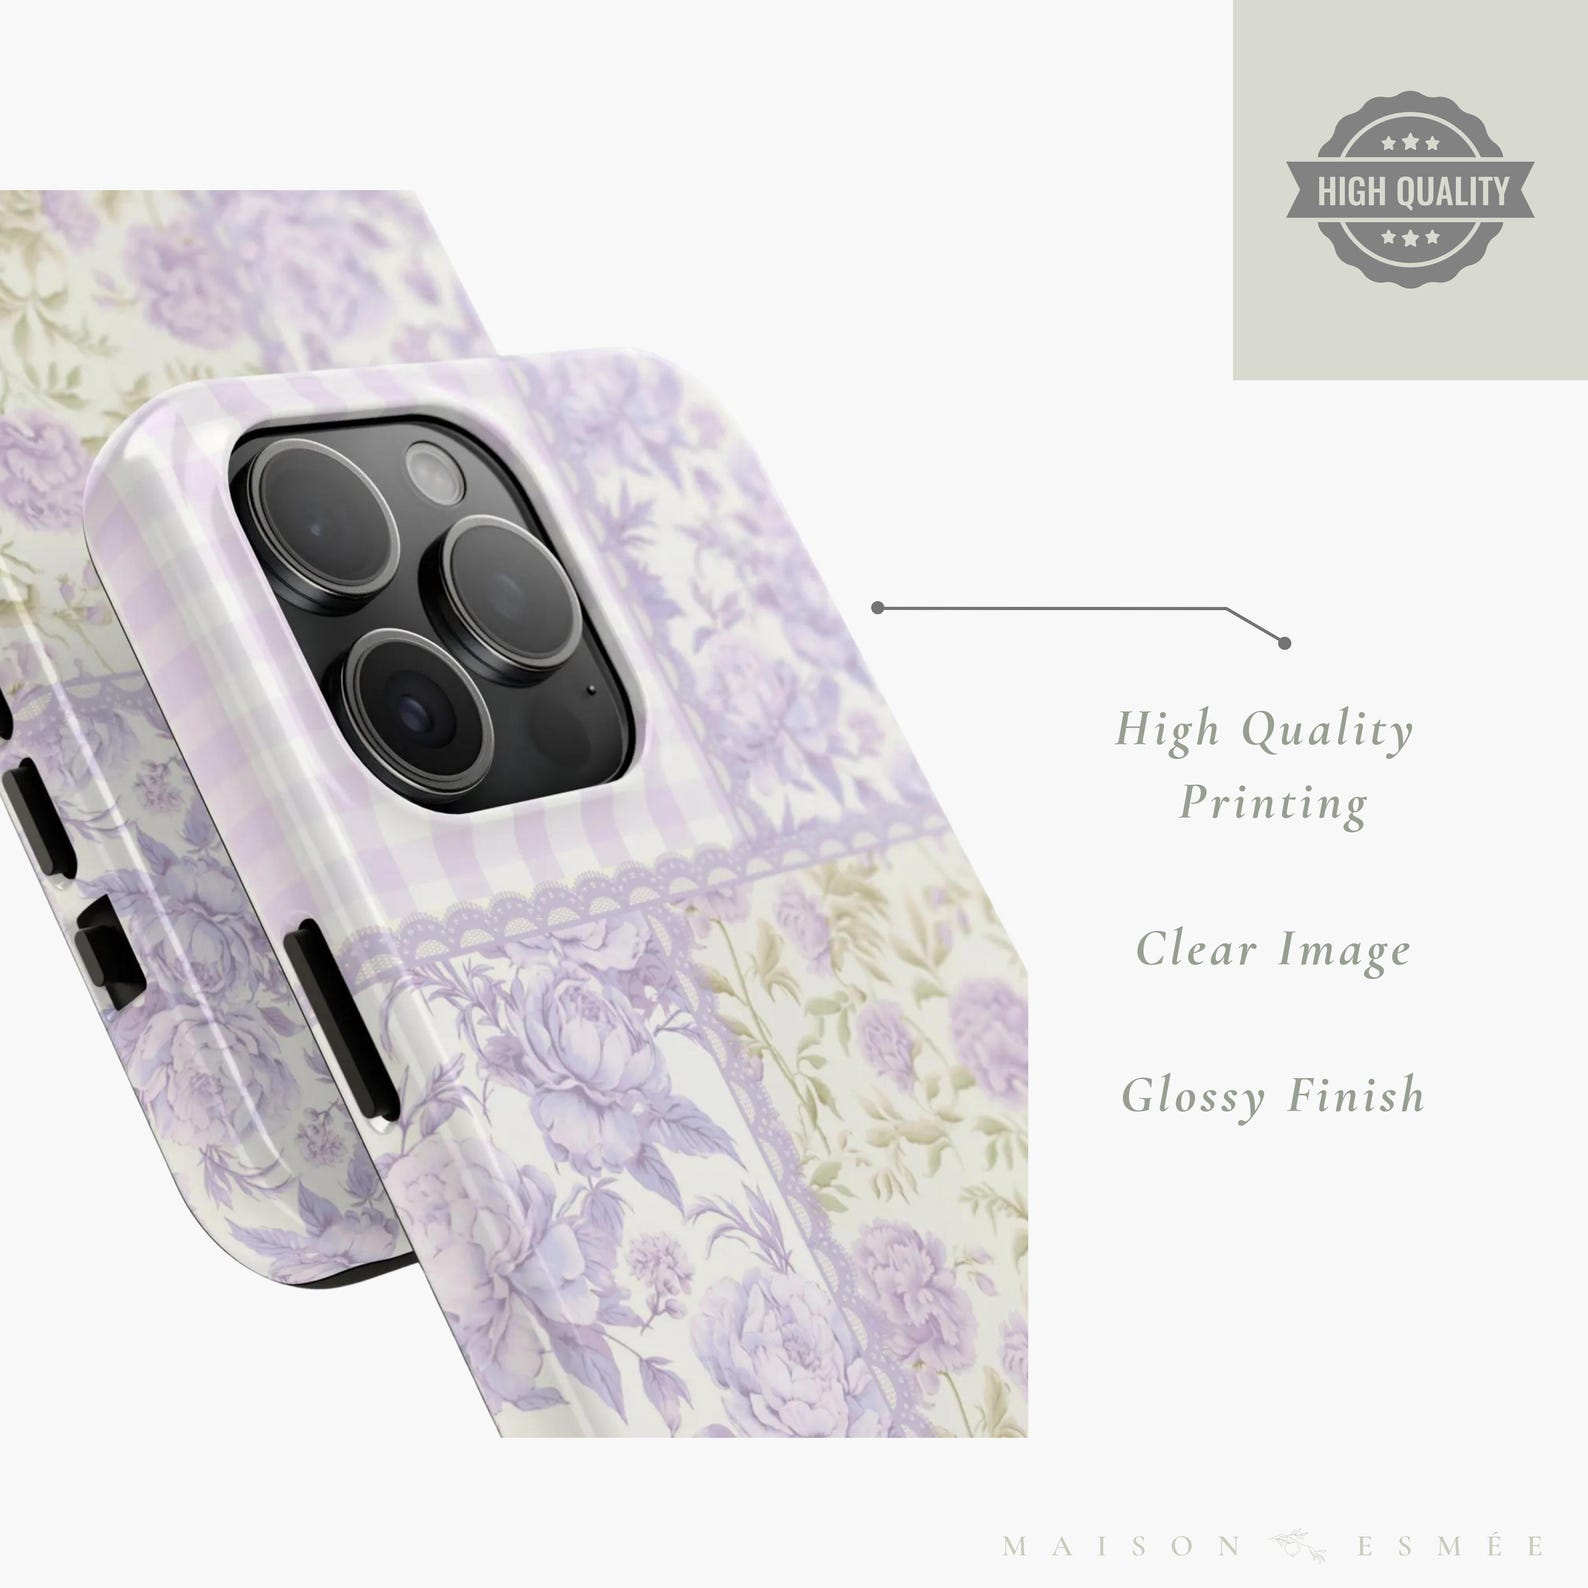 HIGH QUALITY
High Quality
Printing
Clear Image
Glossy Finish
MAISON ESMÉE